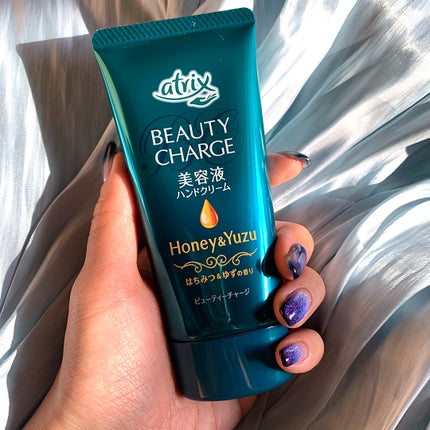 atrix
BEAUTY
CHARGE
美容液
ハンドクリーム
Honey&Yuzu
はちみつ&ゆずの香り
ビューティーチャージ